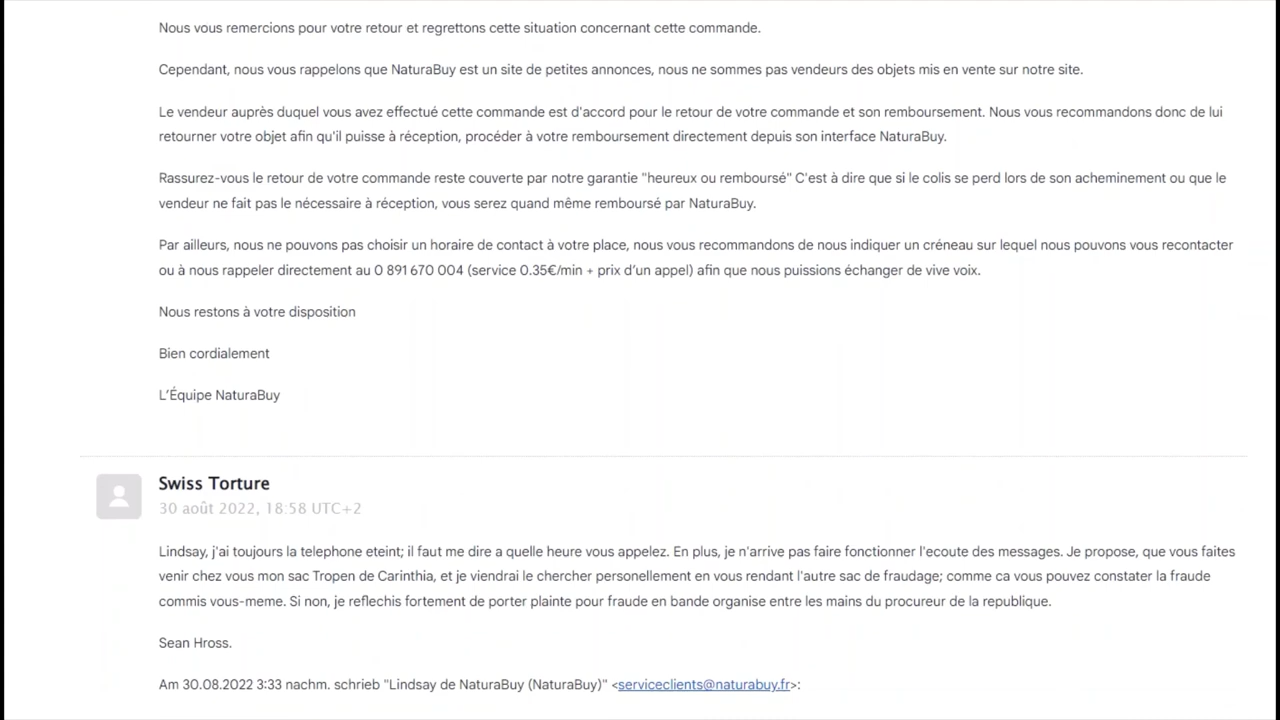 Nous vous remercions pour votre retour et regrettons cette situation concernant cette commande.
Cependant, nous vous rappelons que NaturaBuy est un site de petites annonces, nous ne sommes pas vendeurs des objets mis en vente sur notre site.
Le vendeur auprès duquel vous avez effectué cette commande est d'accord pour le retour de votre commande et son remboursement. Nous vous recommandons donc de lui
retourner votre objet afin qu'il puisse à réception, procéder à votre remboursement directement depuis son interface NaturaBuy.
Rassurez-vous le retour de votre commande reste couverte par notre garantie "heureux ou remboursé" C'est à dire que si le colis se perd lors de son acheminement ou que le
vendeur ne fait pas le nécessaire à réception, vous serez quand même remboursé par NaturaBuy.
Par ailleurs, nous ne pouvons pas choisir un horaire de contact à votre place, nous vous recommandons de nous indiquer un créneau sur lequel nous pouvons vous recontacter
ou à nous rappeler directement au 0 891 670 004 (service 0.35€/min + prix d’un appel) afin que nous puissions échanger de vive voix.
Nous restons à votre disposition
Bien cordialement
L’Équipe NaturaBuy
Swiss Torture
30 août 2022, 18:58 UTC+2
Lindsay, j'ai toujours la telephone eteint; il faut me dire a quelle heure vous appelez. En plus, je n'arrive pas faire fonctionner l'ecoute des messages. Je propose, que vous faites
venir chez vous mon sac Tropen de Carinthia, et je viendrai le chercher personellement en vous rendant l'autre sac de fraudage; comme ca vous pouvez constater la fraude
commis vous-meme. Si non, je reflechis fortement de porter plainte pour fraude en bande organise entre les mains du procureur de la republique.
Sean Hross.
Am 30.08.2022 3:33 nachm. schrieb "Lindsay de NaturaBuy (NaturaBuy)" <serviceclients@naturabuy.fr>: